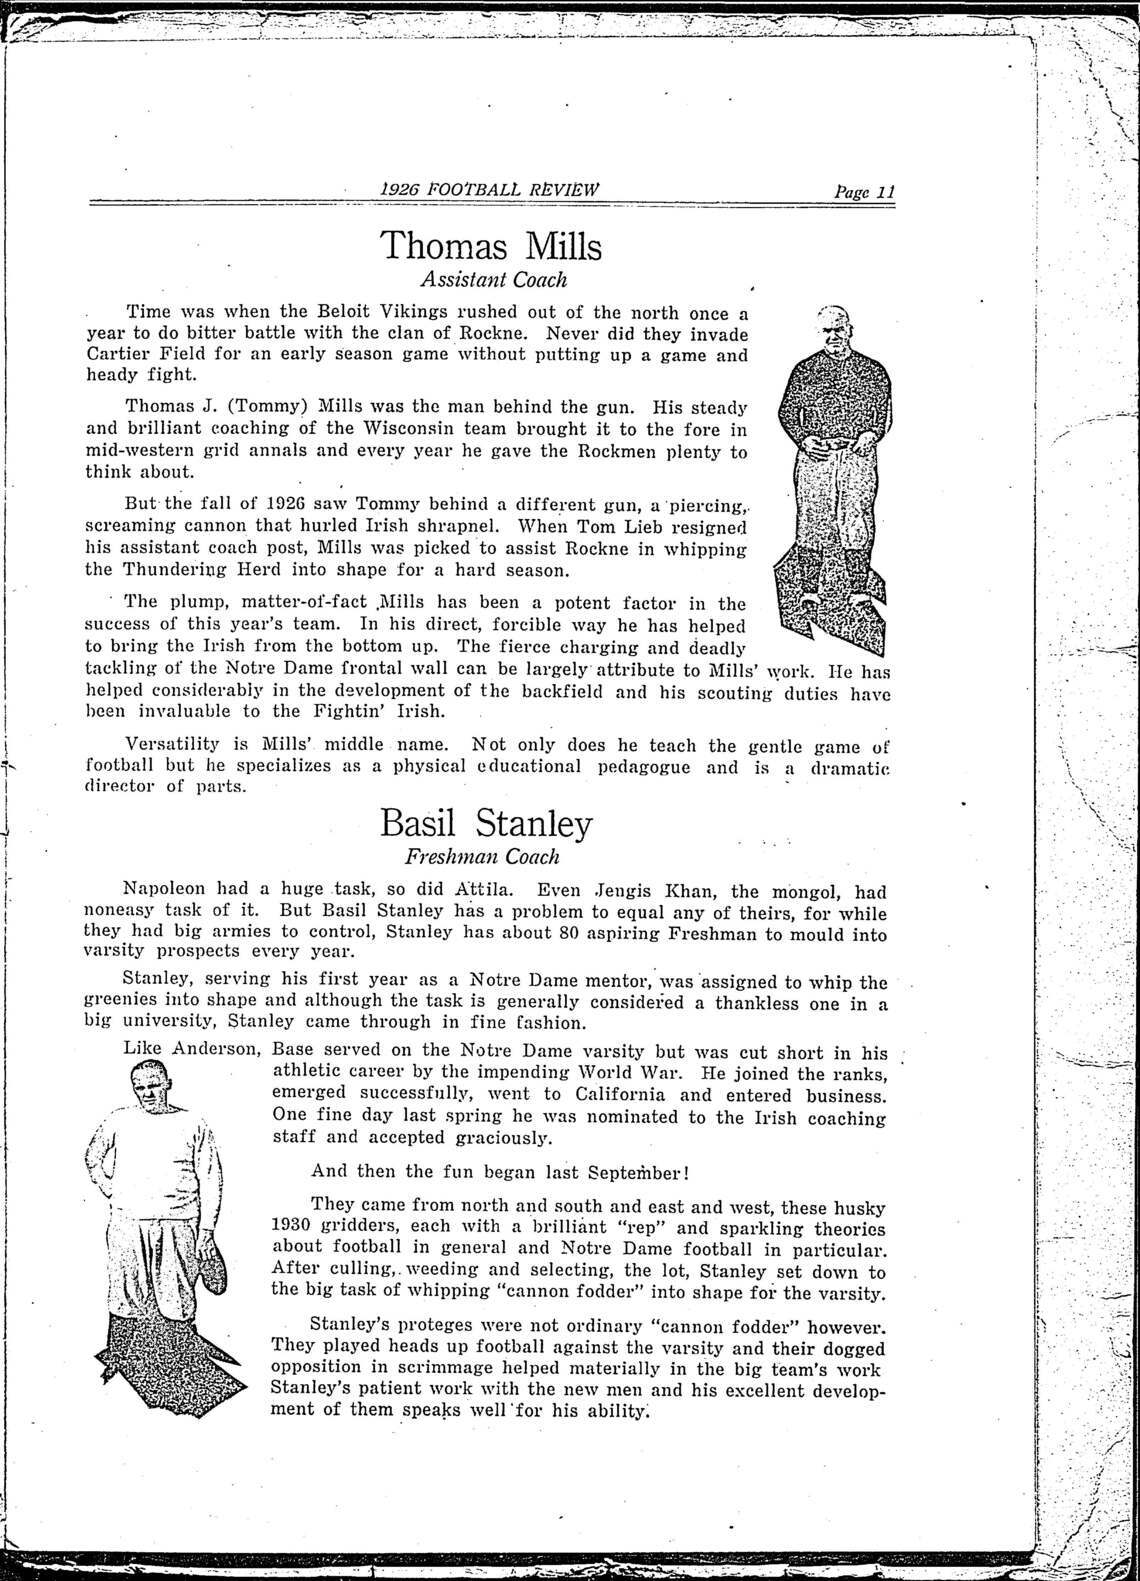 1926 FOOTBALL REVIEW Page 11
Thomas Mills
Assistant Coach
Time was when the Beloit Vikings rushed out of the north once a
year to do bitter battle with the clan of Rockne. Never did they invade
Cartier Field for an early season game without putting up a game and
heady fight.
Thomas J. (Tommy) Mills was the man behind the gun. His steady
and brilliant coaching of the Wisconsin team brought it to the fore in
mid-western grid annals and every year he gave the Rockmen plenty to
think about.
But the fall of 1926 saw Tommy behind a different gun, a piercing,
screaming cannon that hurled Irish shrapnel. When Tom Lieb resigned
his assistant coach post, Mills was picked to assist Rockne in whipping
the Thundering Herd into shape for a hard season.
The plump, matter-of-fact Mills has been a potent factor in the
success of this year's team. In his direct, forcible way he has helped
to bring the Irish from the bottom up. The fierce charging and deadly
tackling of the Notre Dame frontal wall can be largely attribute to Mills' work. He has
helped considerably in the development of the backfield and his scouting duties have
been invaluable to the Fightin' Irish.
Versatility is Mills' middle name. Not only does he teach the gentle game of
football but he specializes as a physical educational pedagogue and is a dramatic
director of parts.
Basil Stanley
Freshman Coach
Napoleon had a huge task, so did Attila. Even Jengis Khan, the mongol, had
noneasy task of it. But Basil Stanley has a problem to equal any of theirs, for while
they had big armies to control, Stanley has about 80 aspiring Freshman to mould into
varsity prospects every year.
Stanley, serving his first year as a Notre Dame mentor, was assigned to whip the
greenies into shape and although the task is generally considered a thankless one in a
big university, Stanley came through in fine fashion.
Like Anderson, Base served on the Notre Dame varsity but was cut short in his
athletic career by the impending World War. He joined the ranks,
emerged successfully, went to California and entered business.
One fine day last spring he was nominated to the Irish coaching
staff and accepted graciously.
And then the fun began last September!
They came from north and south and east and west, these husky
1930 gridders, each with a brilliant "rep" and sparkling theories
about football in general and Notre Dame football in particular.
After culling, weeding and selecting, the lot, Stanley set down to
the big task of whipping "cannon fodder" into shape for the varsity.
Stanley's proteges were not ordinary "cannon fodder" however.
They played heads up football against the varsity and their dogged
opposition in scrimmage helped materially in the big team's work
Stanley's patient work with the new men and his excellent develop-
ment of them speaks well for his ability.